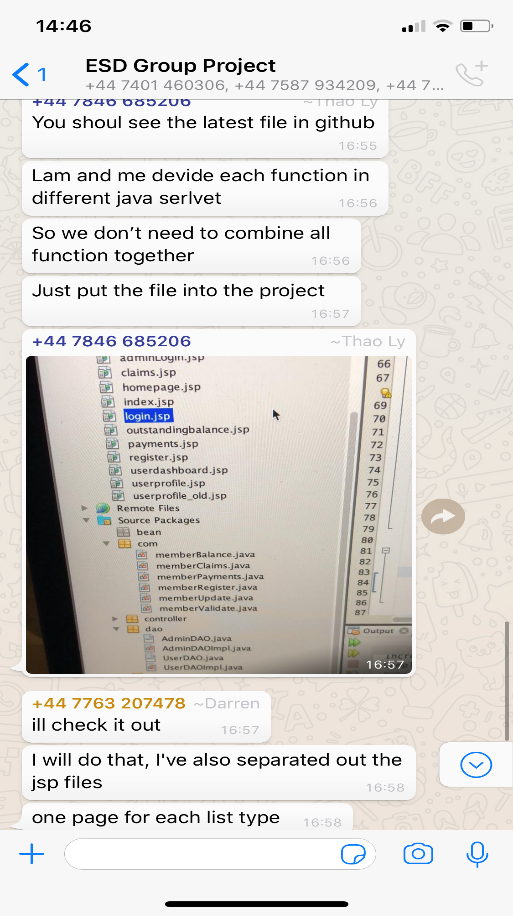 14:46
1
ESD Group Project
+44 7401 460306, +44 7587 934209, +44 7...
+44 7846 685206 ~Thao Ly
You shoul see the latest file in github
16:55
Lam and me devide each function in
different java serlvet
16:56
So we don't need to combine all
function together
16:56
Just put the file into the project
16:57
+44 7846 685206 ~Thao Ly
adminLogin.jsp
claims.jsp
homepage.jsp
index.jsp
login.jsp
outstandingbalance.jsp
payments.jsp
register.jsp
userdashboard.jsp
userprofile.jsp
userprofile_old.jsp
Remote Files
Source Packages
bean
com
memberBalance.java
memberClaims.java
memberPayments.java
memberRegister.java
memberUpdate.java
memberValidate.java
controller
dao
AdminDAO.java
AdminDAOImpl.java
UserDAO.java
UserDAOImpl.java
66
67
69
70
71
72
73
74
75
76
77
78
79
80
81
82
83
84
85
86
87
Output
16:57
+44 7763 207478 ~Darren
ill check it out
16:57
I will do that, I've also separated out the
jsp files
16:58
one page for each list type
16:58